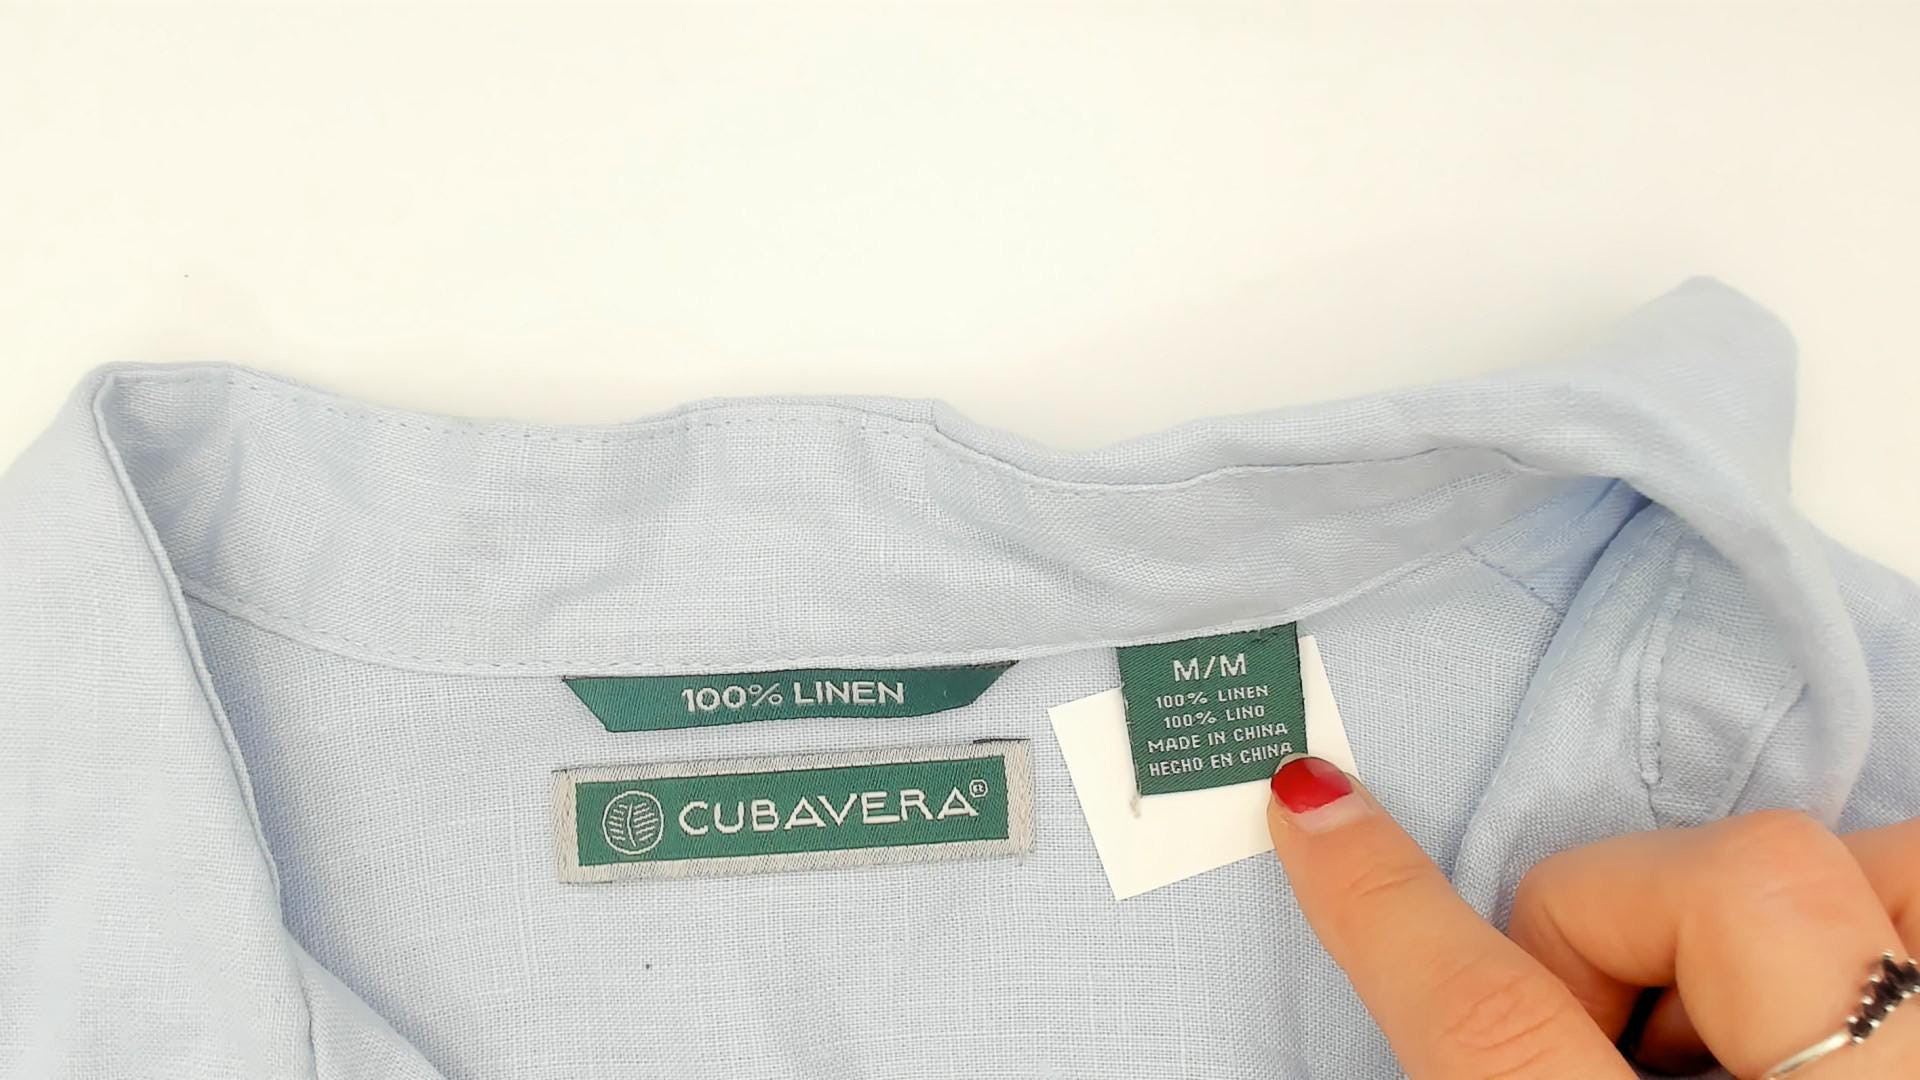 100% LINEN
CUBAVERA®
M/M
100% LINEN
100% LINO
MADE IN CHINA
HECHO EN CHINA